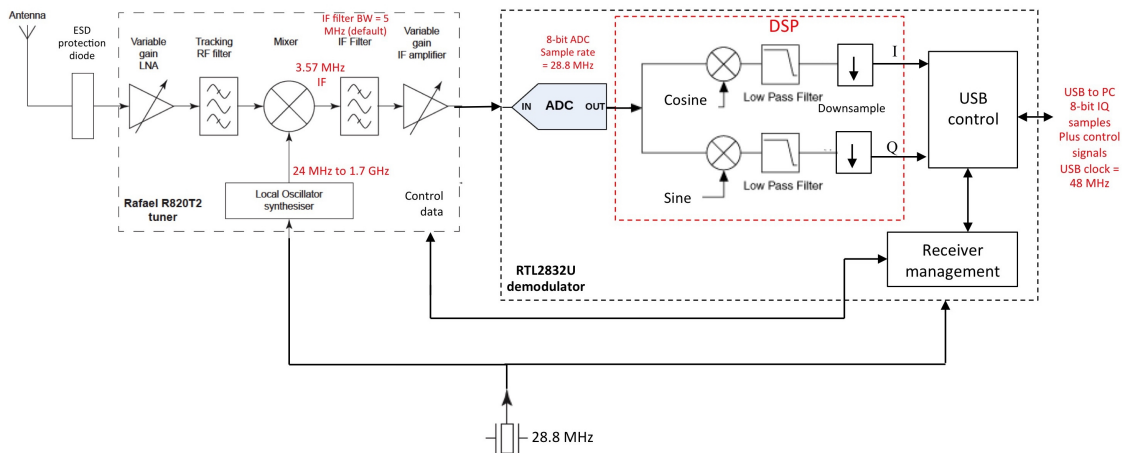 Antenna
ESD
protection
diode
Variable
gain
LNA
Tracking
RF filter
Mixer
IF filter BW = 5
MHz (default)
IF Filter
Variable
gain
IF amplifier
3.57 MHz
IF
24 MHz to 1.7 GHz
Local Oscillator
synthesiser
Rafael R820T2
tuner
Control
data
8-bit ADC
Sample rate
= 28.8 MHz
IN
ADC
OUT
DSP
Cosine
Low Pass Filter
Downsample
I
Sine
Low Pass Filter
Q
USB
control
USB to PC
8-bit IQ
samples
Plus control
signals
USB clock =
48 MHz
Receiver
management
RTL2832U
demodulator
28.8 MHz